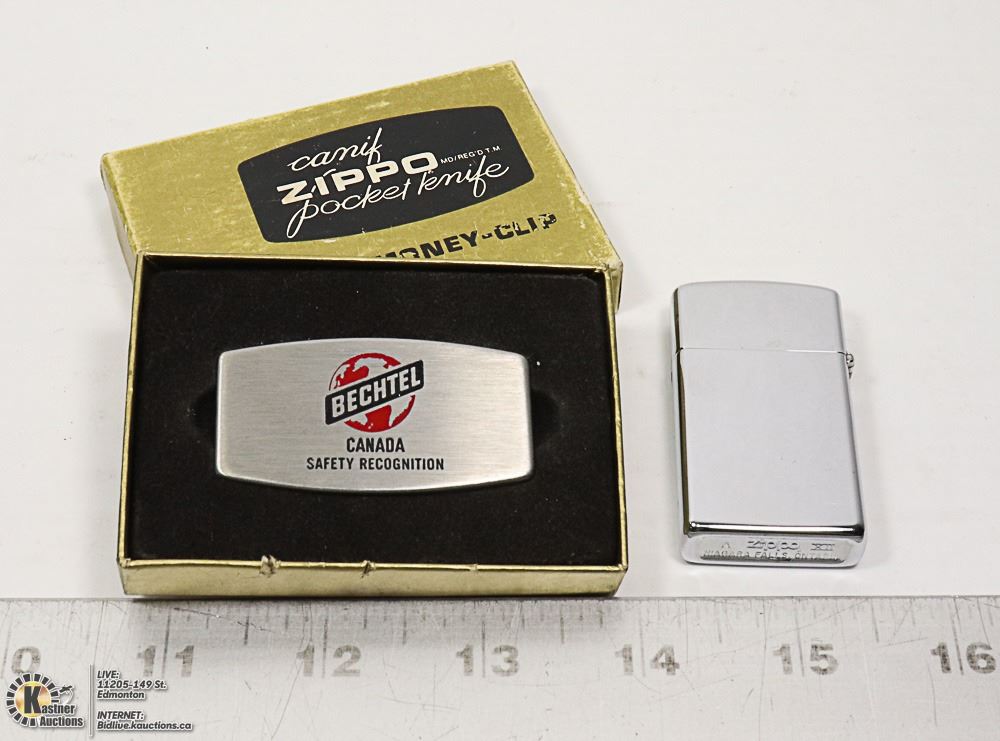 canif
ZIPPO MD/REG'D T.M.
pocket knife
MONEY-CLIP
BECHTEL
CANADA
SAFETY RECOGNITION
A Zippo XII
NIAGARA FALLS, ONTARIO
0 11 12 13 14 15 16
Kastner
Auctions
LIVE:
11205-149 St.
Edmonton
INTERNET:
Bidlive.kauctions.ca